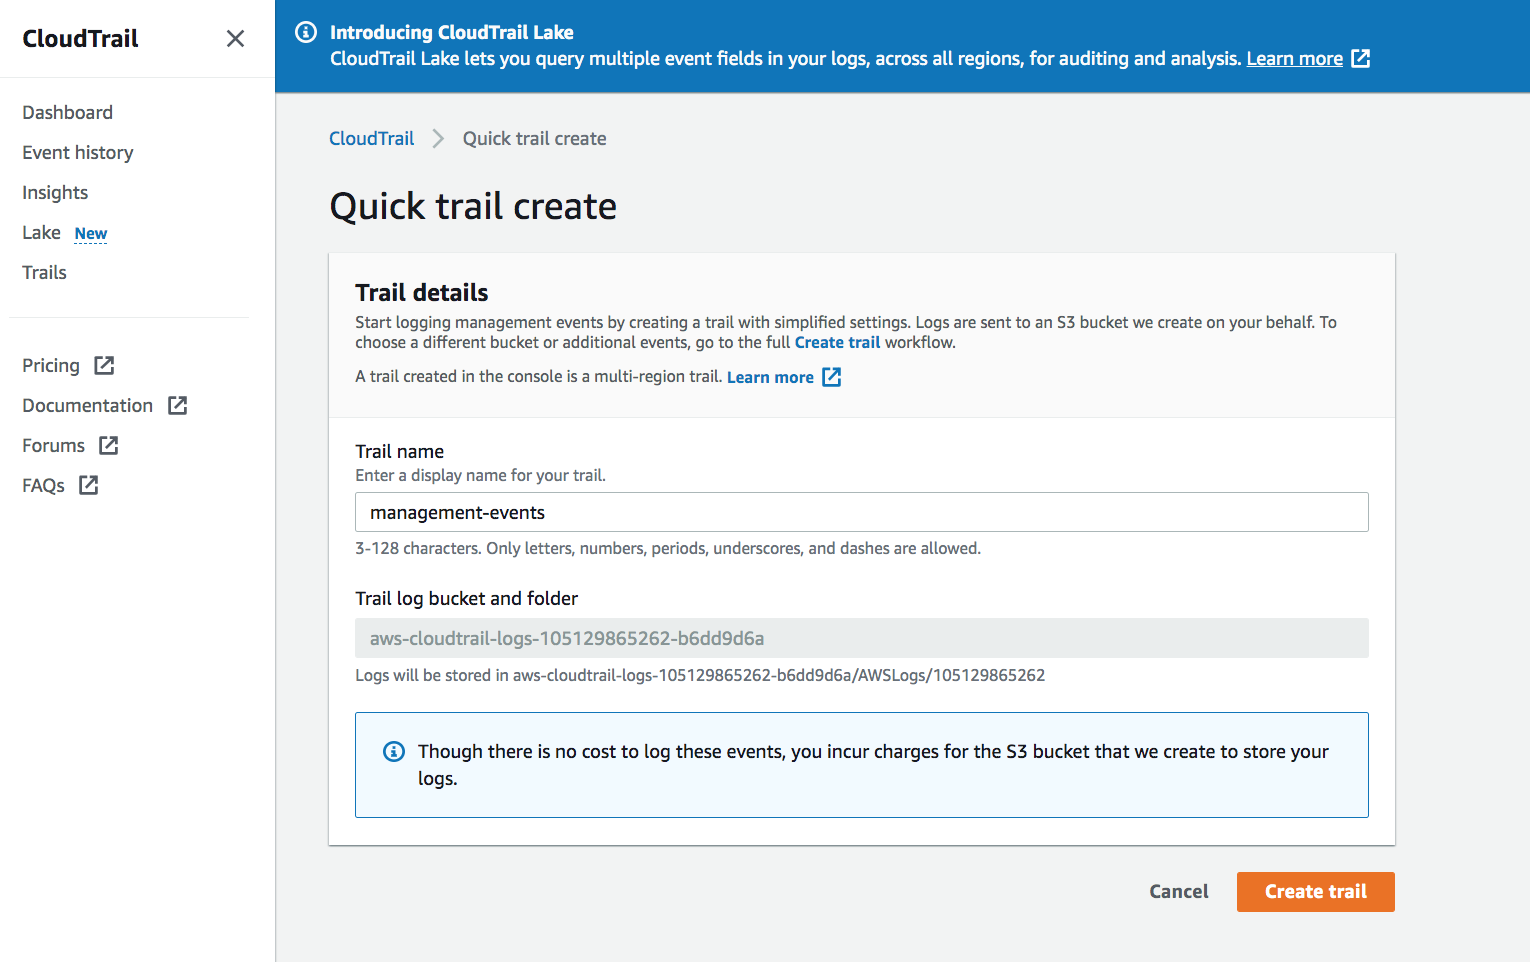 CloudTrail
Dashboard
Event history
Insights
Lake New
Trails
Pricing
Documentation
Forums
FAQs
Introducing CloudTrail Lake
CloudTrail Lake lets you query multiple event fields in your logs, across all regions, for auditing and analysis. Learn more
CloudTrail Quick trail create
Quick trail create
Trail details
Start logging management events by creating a trail with simplified settings. Logs are sent to an S3 bucket we create on your behalf. To
choose a different bucket or additional events, go to the full Create trail workflow.
A trail created in the console is a multi-region trail. Learn more
Trail name
Enter a display name for your trail.
management-events
3-128 characters. Only letters, numbers, periods, underscores, and dashes are allowed.
Trail log bucket and folder
aws-cloudtrail-logs-105129865262-b6dd9d6a
Logs will be stored in aws-cloudtrail-logs-105129865262-b6dd9d6a/AWSLogs/105129865262
Though there is no cost to log these events, you incur charges for the S3 bucket that we create to store your
logs.
Cancel Create trail